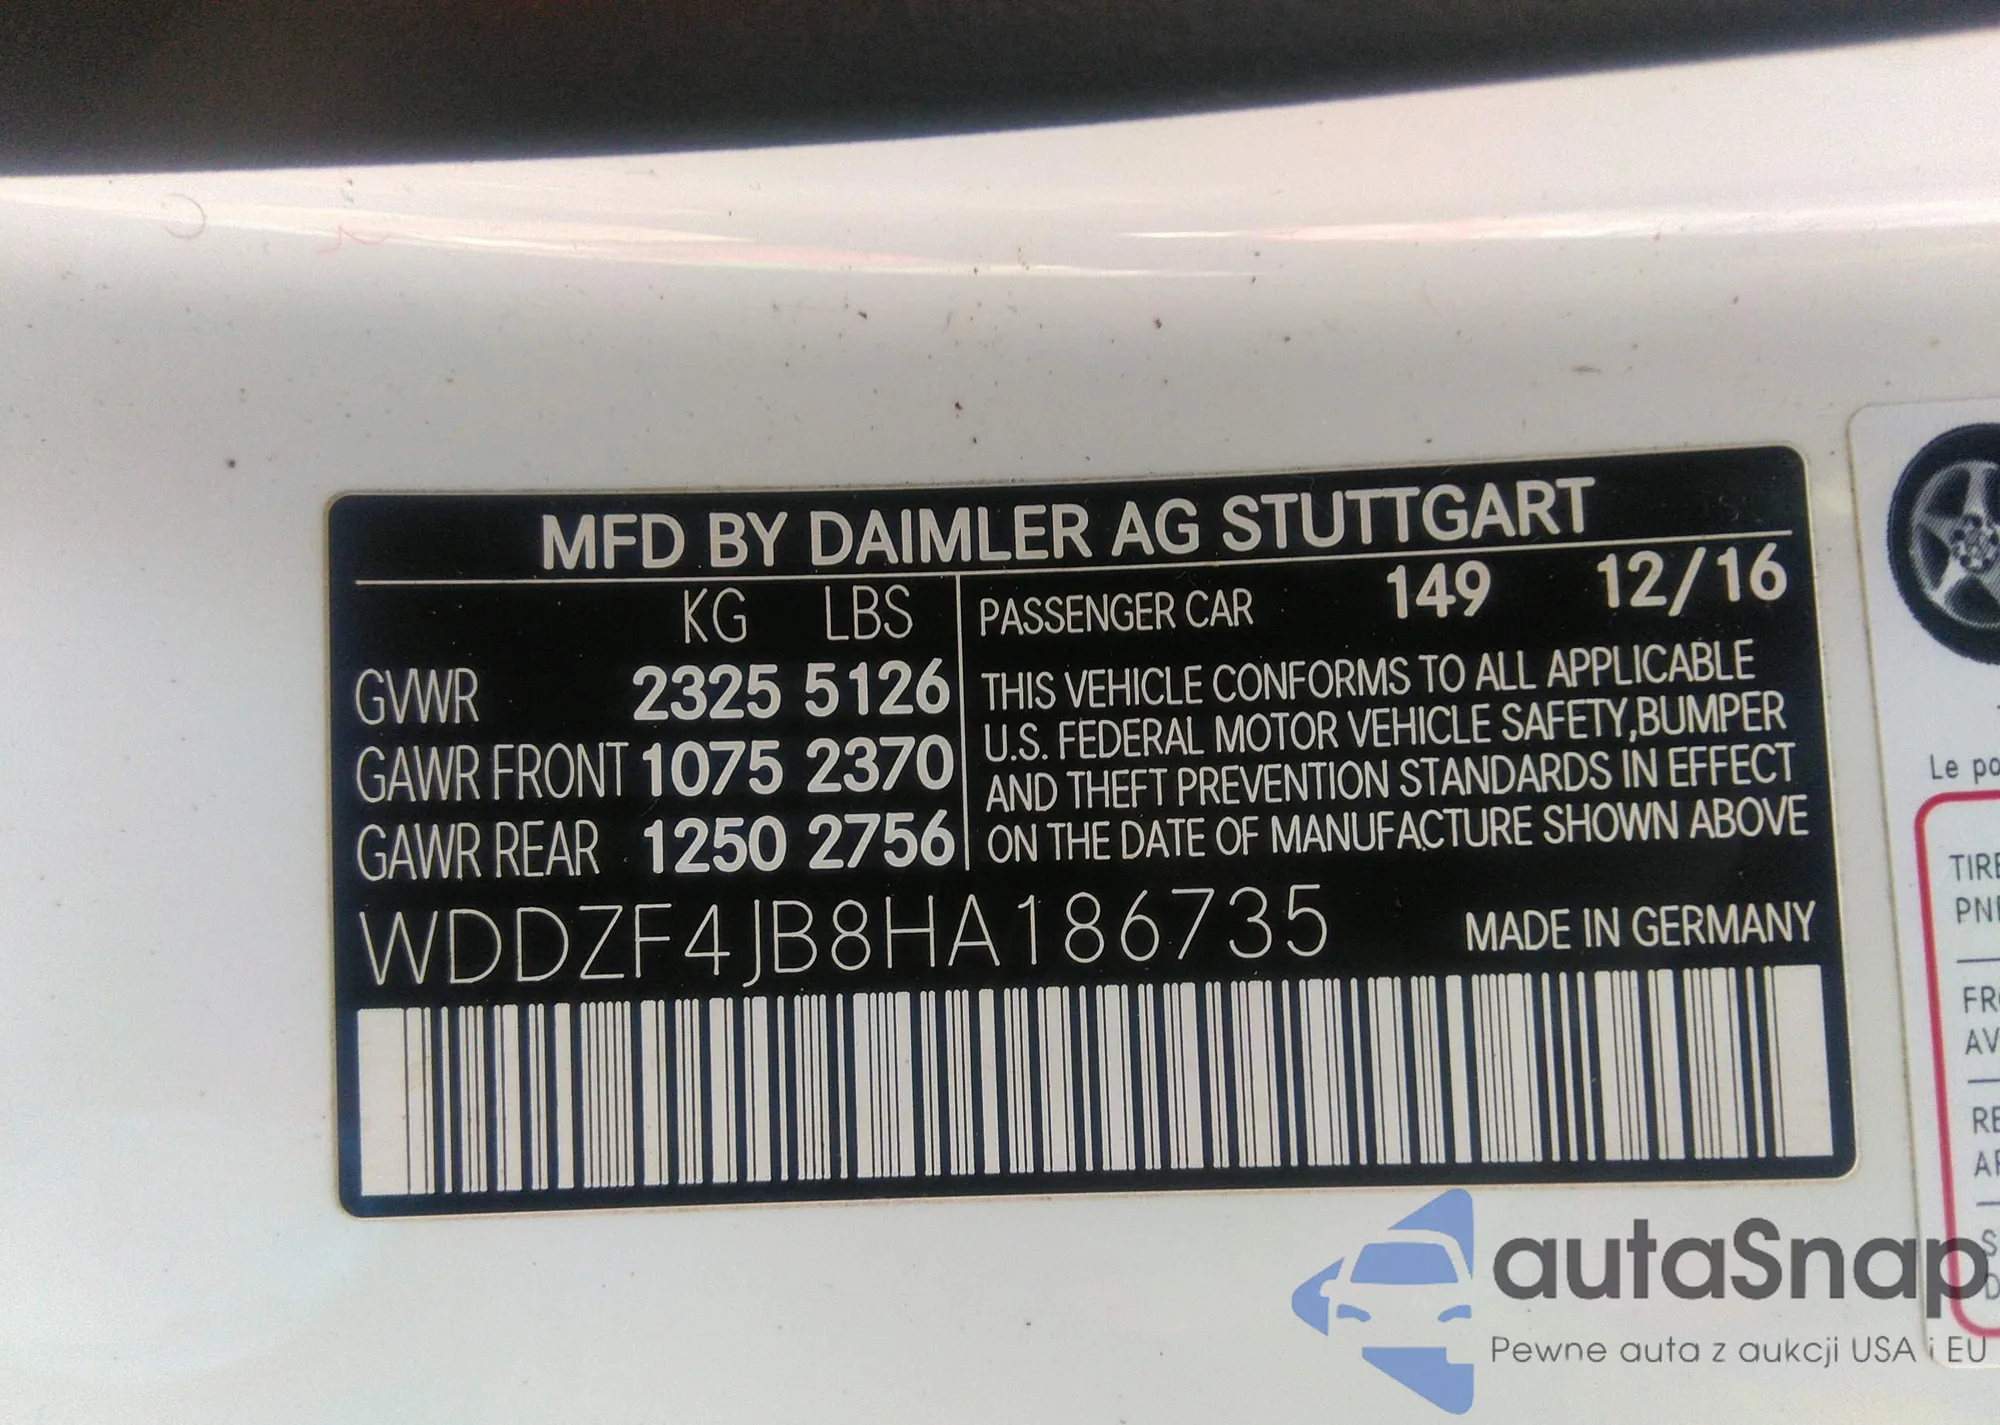 MFD BY DAIMLER AG STUTTGART
KG LBS
GVWR 2325 5126
GAWR FRONT 1075 2370
GAWR REAR 1250 2756
PASSENGER CAR 149 12/16
THIS VEHICLE CONFORMS TO ALL APPLICABLE
U.S. FEDERAL MOTOR VEHICLE SAFETY,BUMPER
AND THEFT PREVENTION STANDARDS IN EFFECT
ON THE DATE OF MANUFACTURE SHOWN ABOVE
WDDZF4JB8HA186735
MADE IN GERMANY
Le
TIRE
autaSnap
Pewne auta z aukcji USA i EU